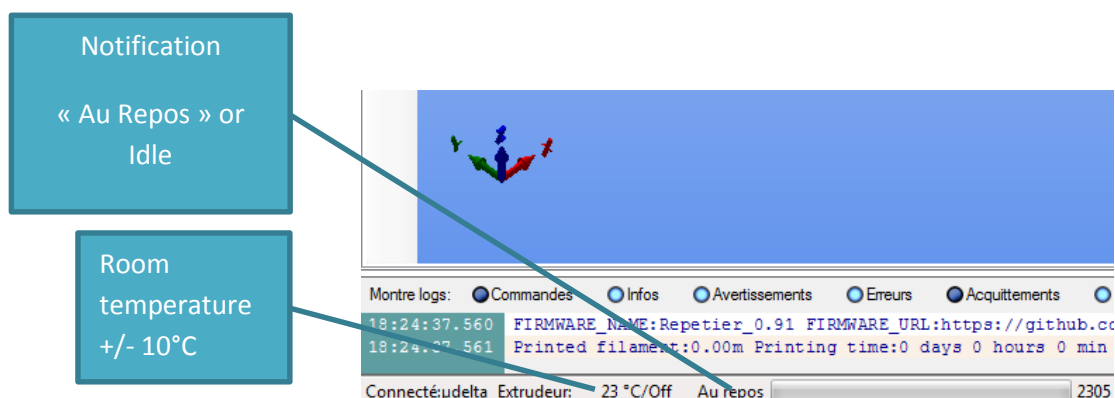 Notification
« Au Repos » or
Idle
Room
temperature
+/- 10°C
Y Z X
Montre logs: Commandes Infos Avertissements Erreurs Acquittements
18:24:37.560 FIRMWARE_NAME:Repetier_0.91 FIRMWARE_URL:https://github.co
18:24:37.561 Printed filament:0.00m Printing time:0 days 0 hours 0 min
Connecté:µdelta Extrudeur: 23 °C/Off Au repos 2305